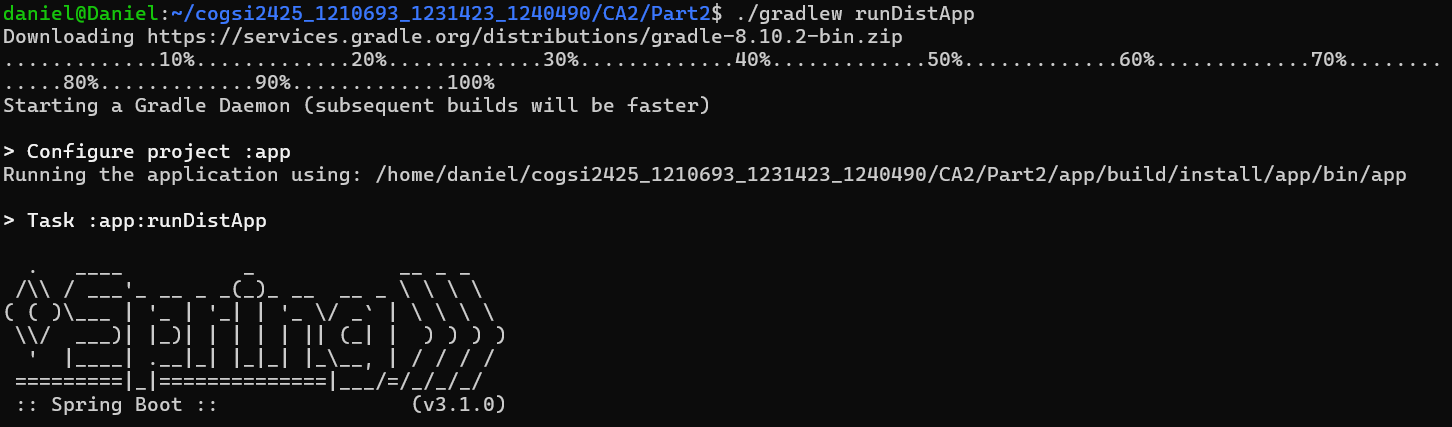 daniel@Daniel:~/cogsi2425_1210693_1231423_1240490/CA2/Part2$ ./gradlew runDistApp
Downloading https://services.gradle.org/distributions/gradle-8.10.2-bin.zip
.............10%.............20%.............30%.............40%.............50%.............60%.............70%........
.....80%.............90%.............100%
Starting a Gradle Daemon (subsequent builds will be faster)

> Configure project :app
Running the application using: /home/daniel/cogsi2425_1210693_1231423_1240490/CA2/Part2/app/build/install/app/bin/app

> Task :app:runDistApp

  .   ____          _            __ _ _
 /\\ / ___'_ __ _ _(_)_ __  __ _ \ \ \ \
( ( )\___ | '_ | '_| | '_ \/ _` | \ \ \ \
 \\/  ___)| |_)| | | | | || (_| |  ) ) ) )
  '  |____| .__|_| |_|_| |_\__, | / / / /
 =========|_|==============|___/=/_/_/_/
 :: Spring Boot ::                (v3.1.0)